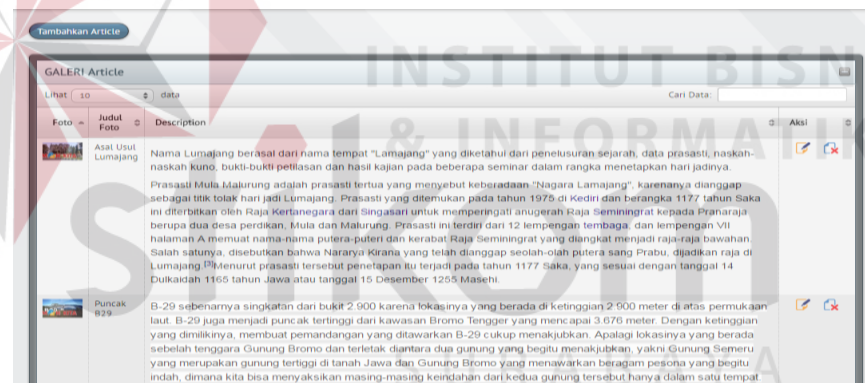 Tambahkan Article
INSTITUT BISN
GALERI Article
Lihat 10 data Cari Data:
Foto Judul Foto Description Aksi
& INFORMATIK
Asal Usul Lumajang
Nama Lumajang berasal dari nama tempat "Lamajang" yang diketahui dari penelusuran sejarah, data prasasti, naskah-
naskah kuno, bukti-bukti petilasan dan hasil kajian pada beberapa seminar dalam rangka menetapkan hari jadinya.
Prasasti Mula Malurung adalah prasasti tertua yang menyebut keberadaan "Nagara Lamajang", karenanya dianggap
sebagai titik tolak hari jadi Lumajang. Prasasti yang ditemukan pada tahun 1975 di Kediri dan berangka 1177 tahun Saka
ini diterbitkan oleh Raja Kertanegara dari Singasari untuk memperingati anugerah Raja Seminingrat kepada Pranaraja
berupa dua desa perdikan, Mula dan Malurung. Prasasti ini terdiri dari 12 lempengan tembaga, dan lempengan VII
halaman A memuat nama-nama putera-puteri dan kerabat Raja Seminingrat yang diangkat menjadi raja-raja bawahan.
Salah satunya, disebutkan bahwa Nararya Kirana yang telah dianggap seolah-olah putera sang Prabu, dijadikan raja di
Lumajang.[3]Menurut prasasti tersebut penetapan itu terjadi pada tahun 1177 Saka, yang sesuai dengan tanggal 14
Dulkaidah 1165 tahun Jawa atau tanggal 15 Desember 1255 Masehi.
stikom
Puncak B29
B-29 sebenarnya singkatan dari bukit 2.900 karena lokasinya yang berada di ketinggian 2.900 meter di atas permukaan
laut. B-29 juga menjadi puncak tertinggi dari kawasan Bromo Tengger yang mencapai 3.676 meter. Dengan ketinggian
yang dimilikinya, membuat pemandangan yang ditawarkan B-29 cukup menakjubkan. Apalagi lokasinya yang berada
sebelah tenggara Gunung Bromo dan terletak diantara dua gunung yang begitu menakjubkan, yakni Gunung Semeru
yang merupakan gunung tertiggi di tanah Jawa dan Gunung Bromo yang menawarkan beragam pesona yang begitu
indah, dimana kita bisa menyaksikan masing-masing keindahan dari kedua gunung tersebut hanya dalam satu tempat